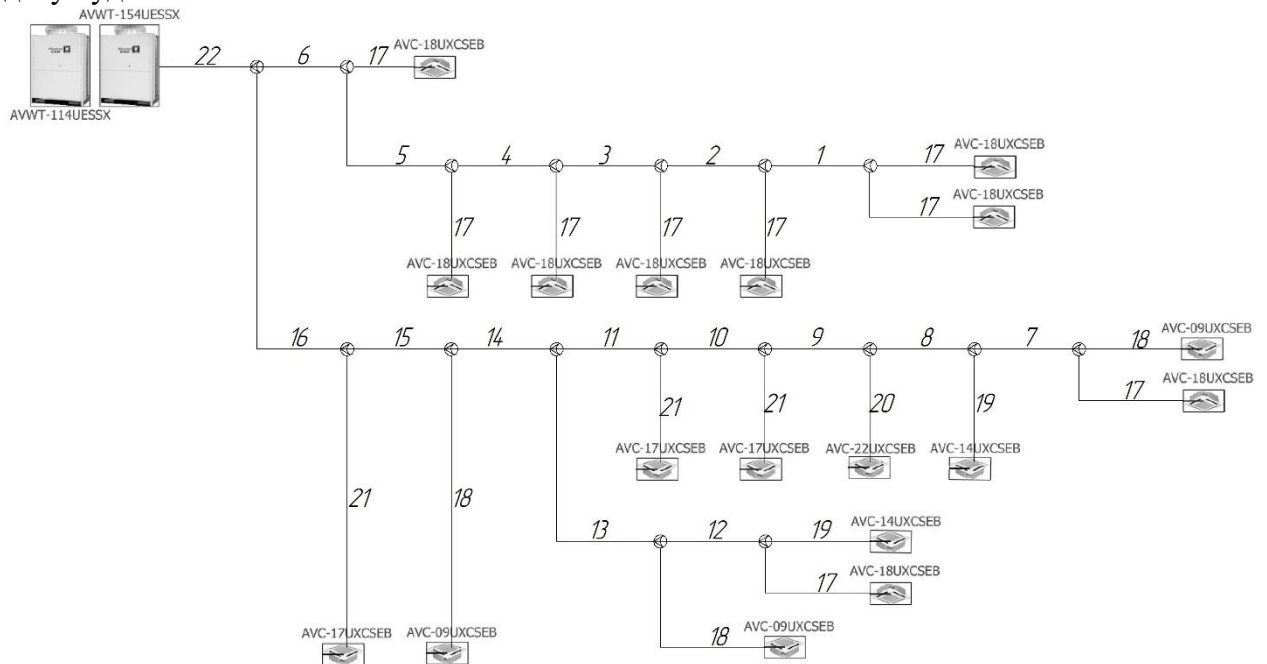 AVWT-154UESSX
22
6
17
AVC-18UXCSEB
AVWT-114UESSX
5
4
3
2
1
17
AVC-18UXCSEB
17
AVC-18UXCSEB
17
17
17
17
AVC-18UXCSEB
AVC-18UXCSEB
AVC-18UXCSEB
AVC-18UXCSEB
16
15
14
11
10
9
8
7
18
AVC-09UXCSEB
17
AVC-18UXCSEB
21
21
20
19
AVC-17UXCSEB
AVC-17UXCSEB
AVC-22UXCSEB
AVC-14UXCSEB
21
18
13
12
19
AVC-14UXCSEB
17
AVC-18UXCSEB
18
AVC-09UXCSEB
AVC-17UXCSEB
AVC-09UXCSEB